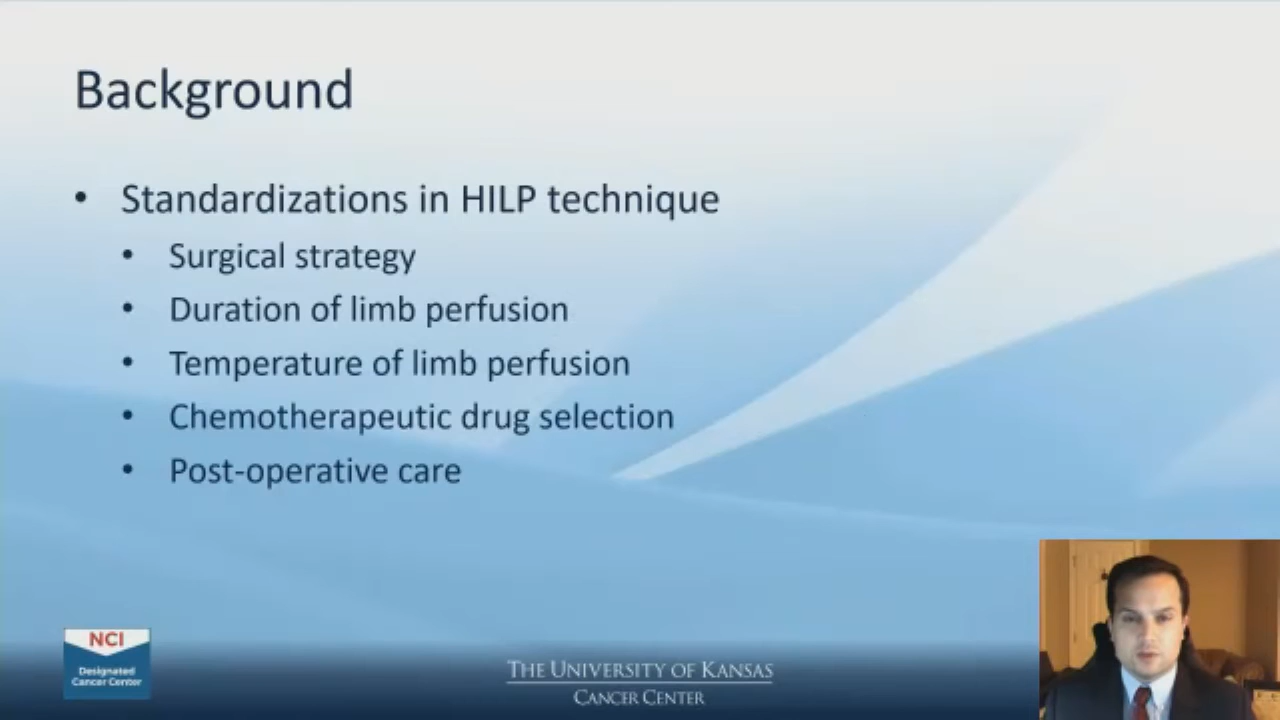 Background
• Standardizations in HILP technique
• Surgical strategy
• Duration of limb perfusion
• Temperature of limb perfusion
• Chemotherapeutic drug selection
• Post-operative care
NCI
Designated
Cancer Center
THE UNIVERSITY OF KANSAS
CANCER CENTER